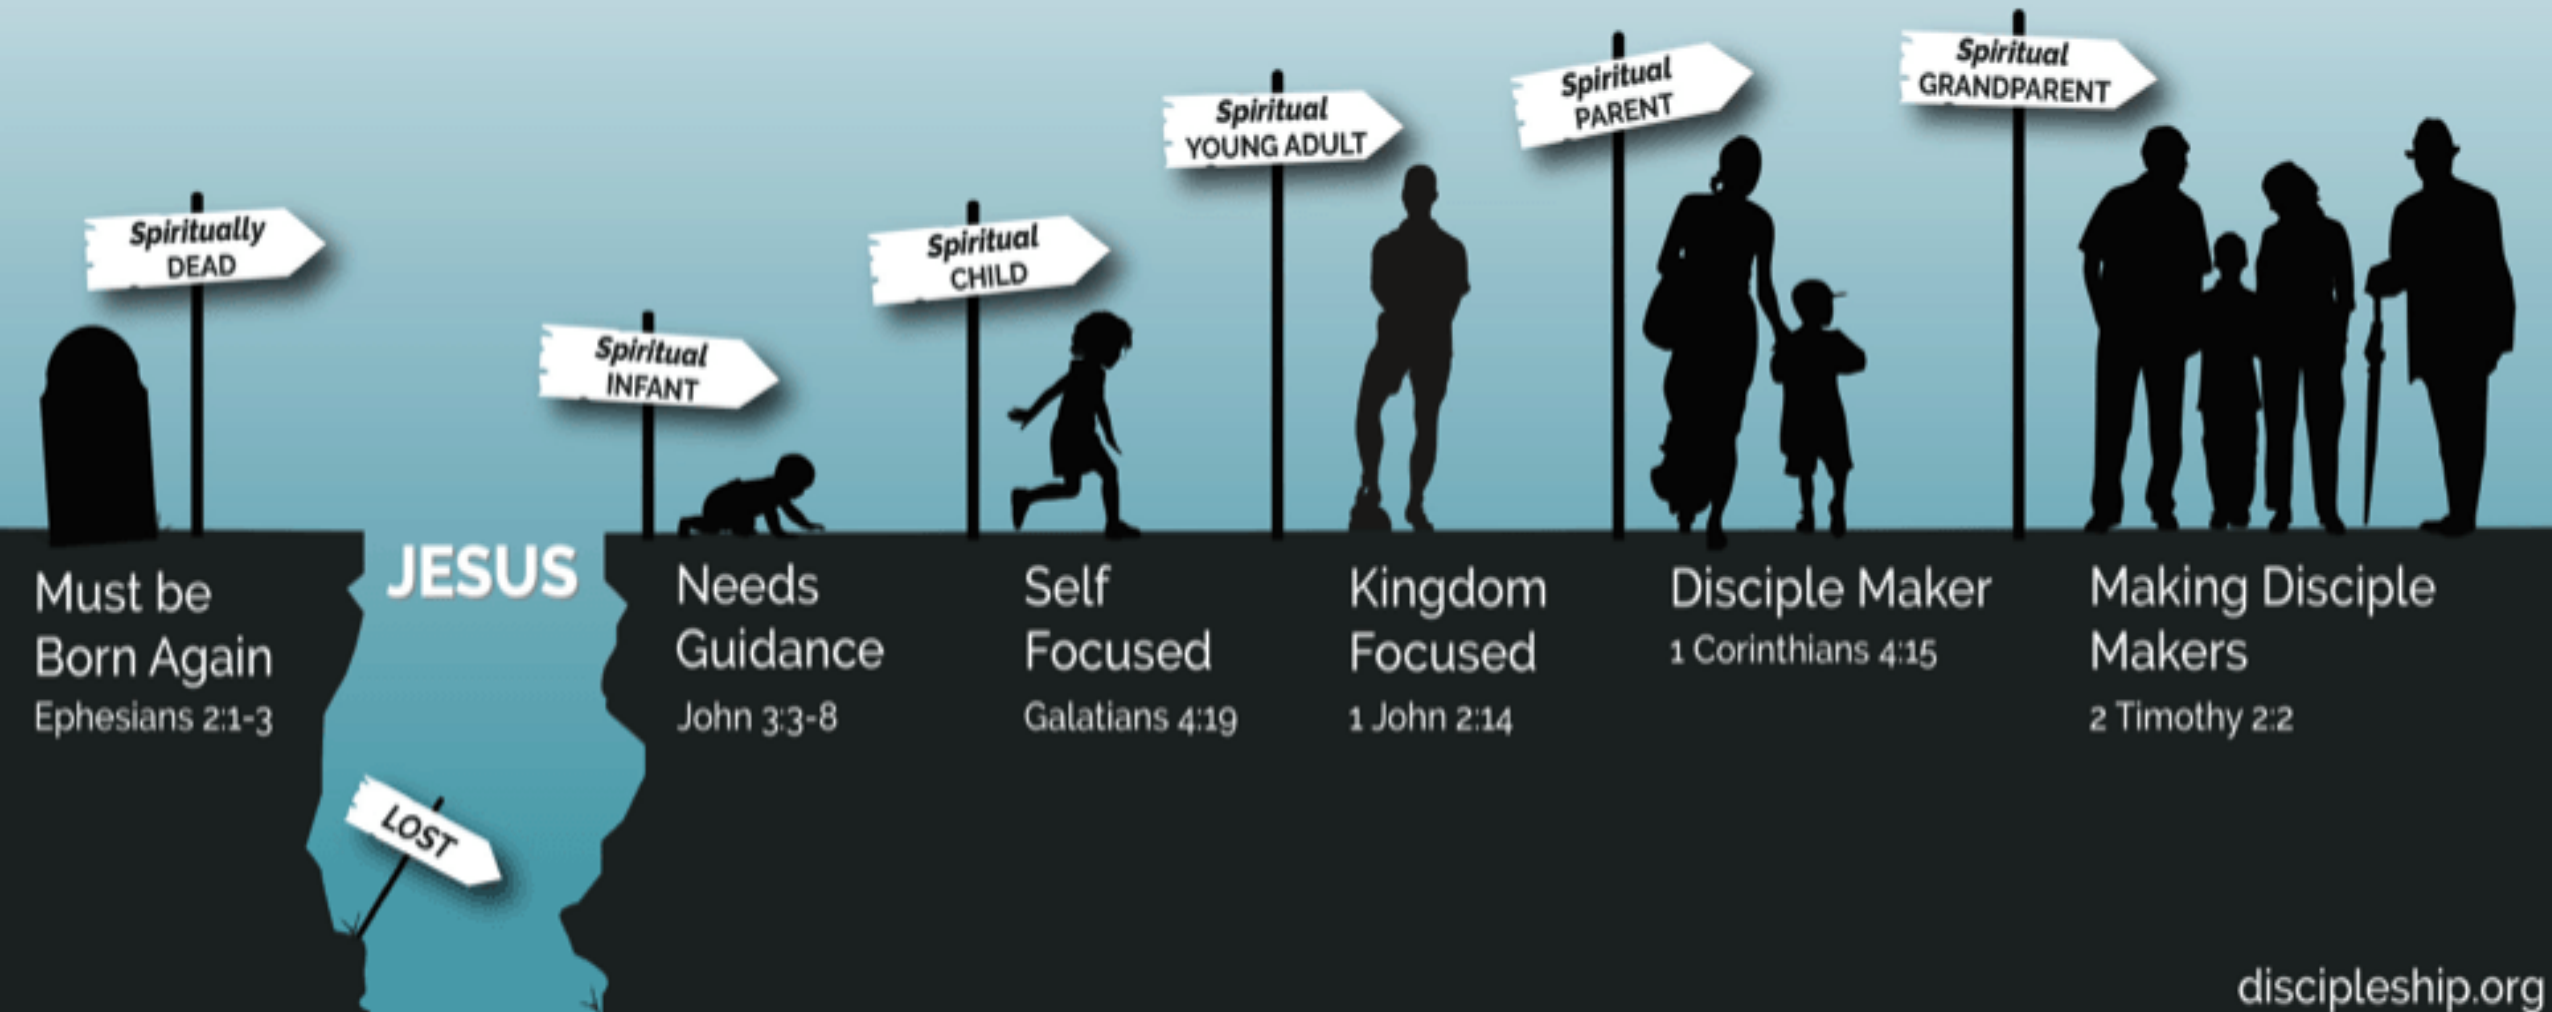 Spiritually
DEAD
Must be
Born Again
Ephesians 2:1-3
JESUS
LOST
Spiritual
INFANT
Needs
Guidance
John 3:3-8
Spiritual
CHILD
Self
Focused
Galatians 4:19
Spiritual
YOUNG ADULT
Kingdom
Focused
1 John 2:14
Spiritual
PARENT
Disciple Maker
1 Corinthians 4:15
Spiritual
GRANDPARENT
Making Disciple
Makers
2 Timothy 2:2
discipleship.org